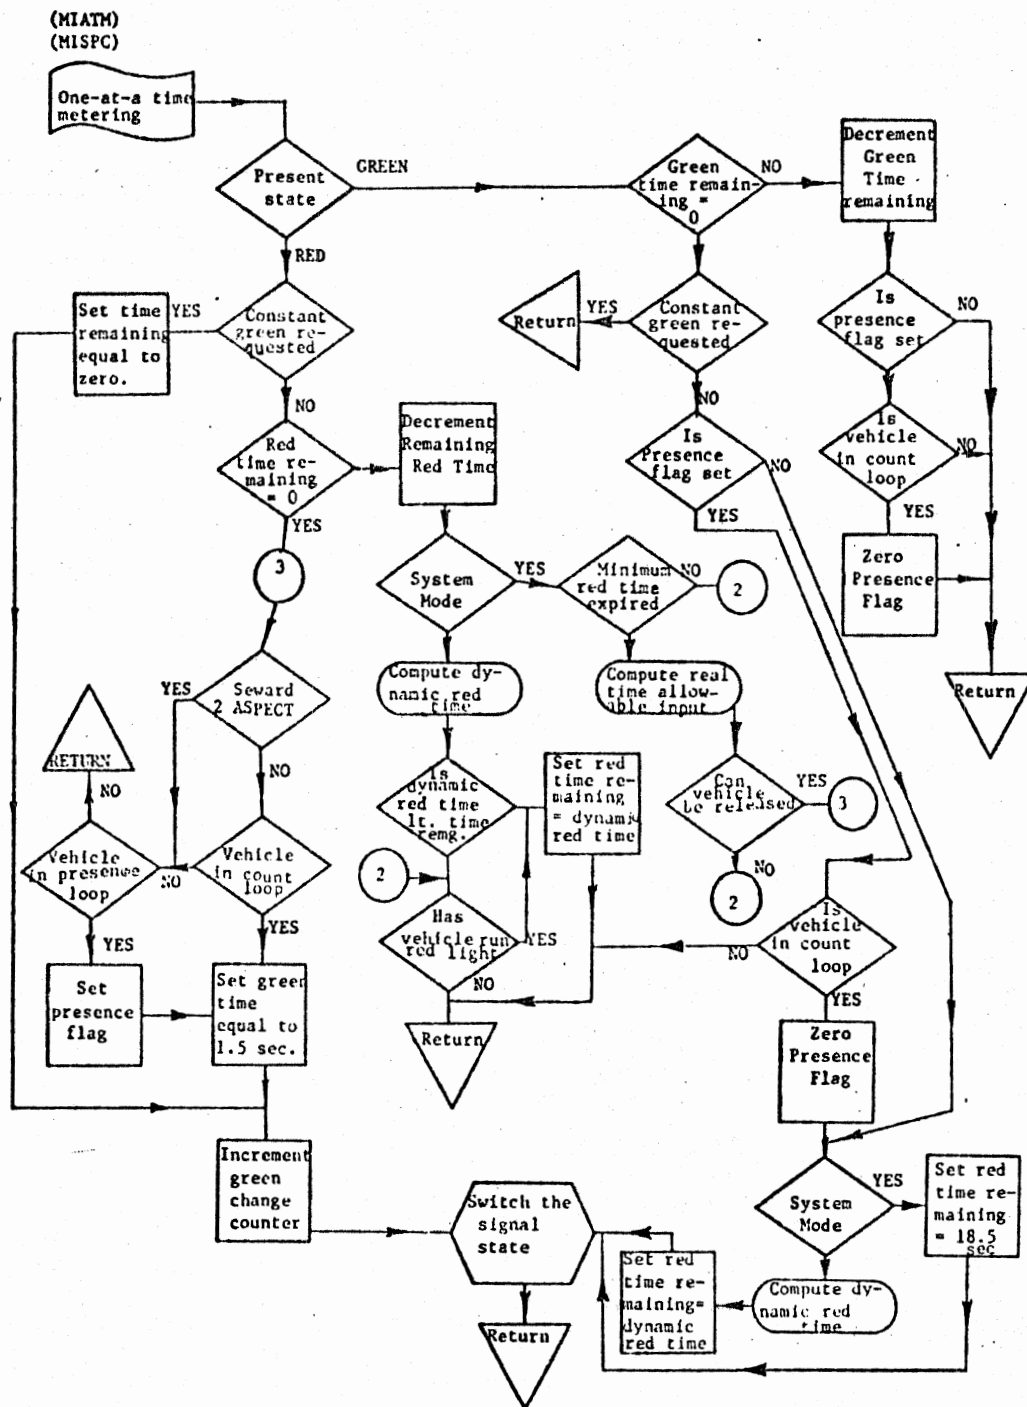 (MIATM)
(MISPC)
One-at-a time
metering
Present
state
GREEN
RED
Green
time remain-
ing =
0
NO
Decrement
Green
Time
remaining
Set time
remaining
equal to
zero.
YES
Constant
green re-
quested
NO
Return
YES
Constant
green re-
quested
NO
Is
presence
flag set
NO
Is
vehicle
in count
loop
NO
YES
Zero
Presence
Flag
Return
Red
time re-
maining
= 0
YES
Decrement
Remaining
Red Time
Is
Presence
flag set
NO
YES
3
System
Mode
YES
Minimum
red time
expired
NO
2
Compute dy-
namic red
time
Compute real
time allow-
able input
YES
Seward
2 ASPECT
NO
RETURN
NO
Is
dynamic
red time
lt. time
remg.
Set red
time re-
maining
= dynamic
red time
Can
vehicle
be released
YES
3
NO
2
Vehicle
in presence
loop
NO
Vehicle
in count
loop
YES
YES
2
Has
vehicle run
red light
YES
NO
Return
Is
vehicle
in count
loop
NO
YES
Set
presence
flag
Set green
time
equal to
1.5 sec.
Zero
Presence
Flag
Increment
green
change
counter
Switch the
signal
state
Return
System
Mode
YES
Set red
time re-
maining
= 18.5
sec
Compute dy-
namic red
time
Set red
time re-
maining=
dynamic
red time